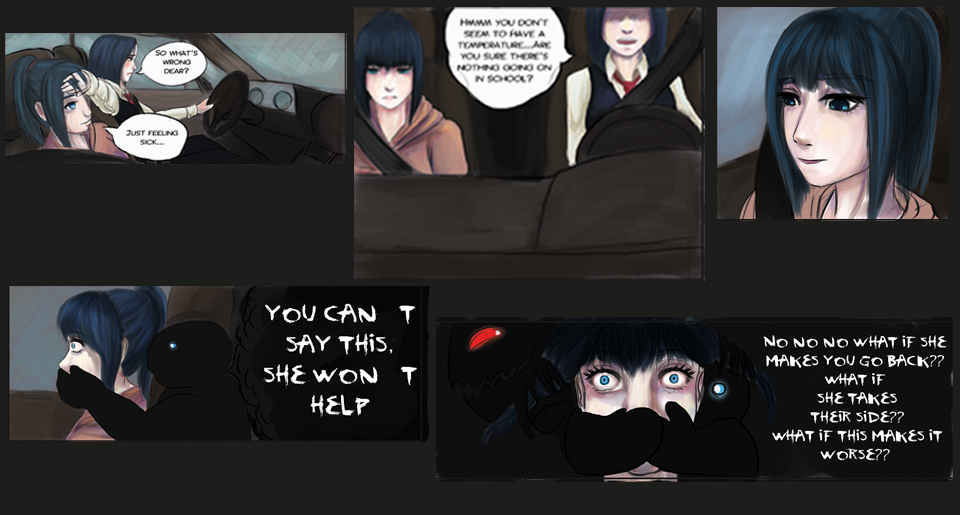 SO WHAT'S
WRONG
DEAR?
JUST FEELING
SICK...
HMMM YOU DON'T
SEEM TO HAVE A
TEMPERATURE...ARE
YOU SURE THERE'S
NOTHING GOING ON
IN SCHOOL?
YOU CAN T
SAY THIS,
SHE WON T
HELP
NO NO NO WHAT IF SHE
MAKES YOU GO BACK??
WHAT IF
SHE TAKES
THEIR SIDE??
WHAT IF THIS MAKES IT
WORSE??